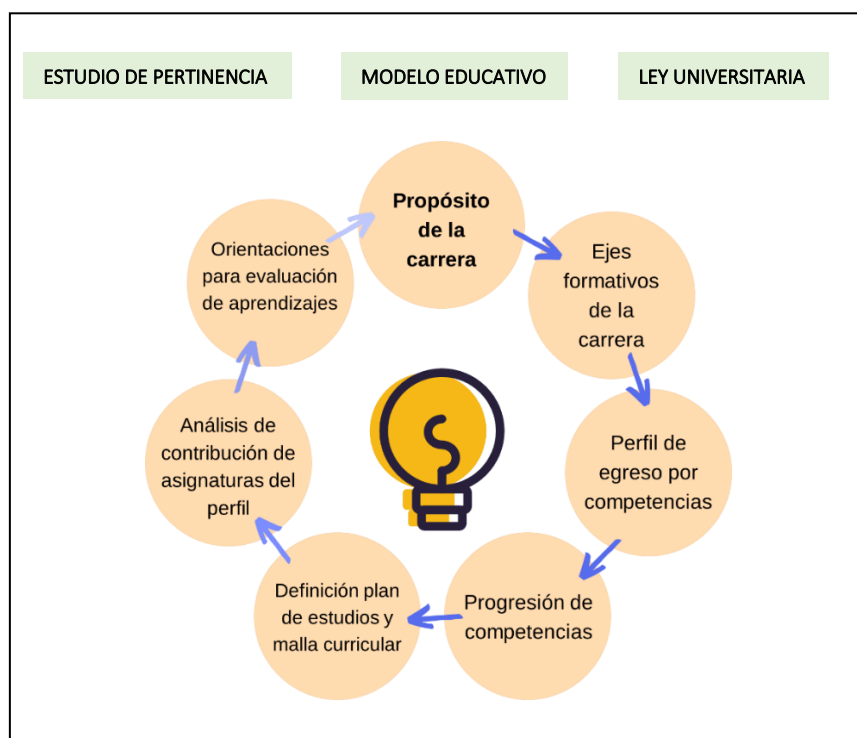 ESTUDIO DE PERTINENCIA
MODELO EDUCATIVO
LEY UNIVERSITARIA
Propósito
de la
carrera
Ejes
formativos
de la
carrera
Perfil de
egreso por
competencias
Progresión de
competencias
Definición plan
de estudios y
malla curricular
Análisis de
contribución de
asignaturas del
perfil
Orientaciones
para evaluación
de aprendizajes